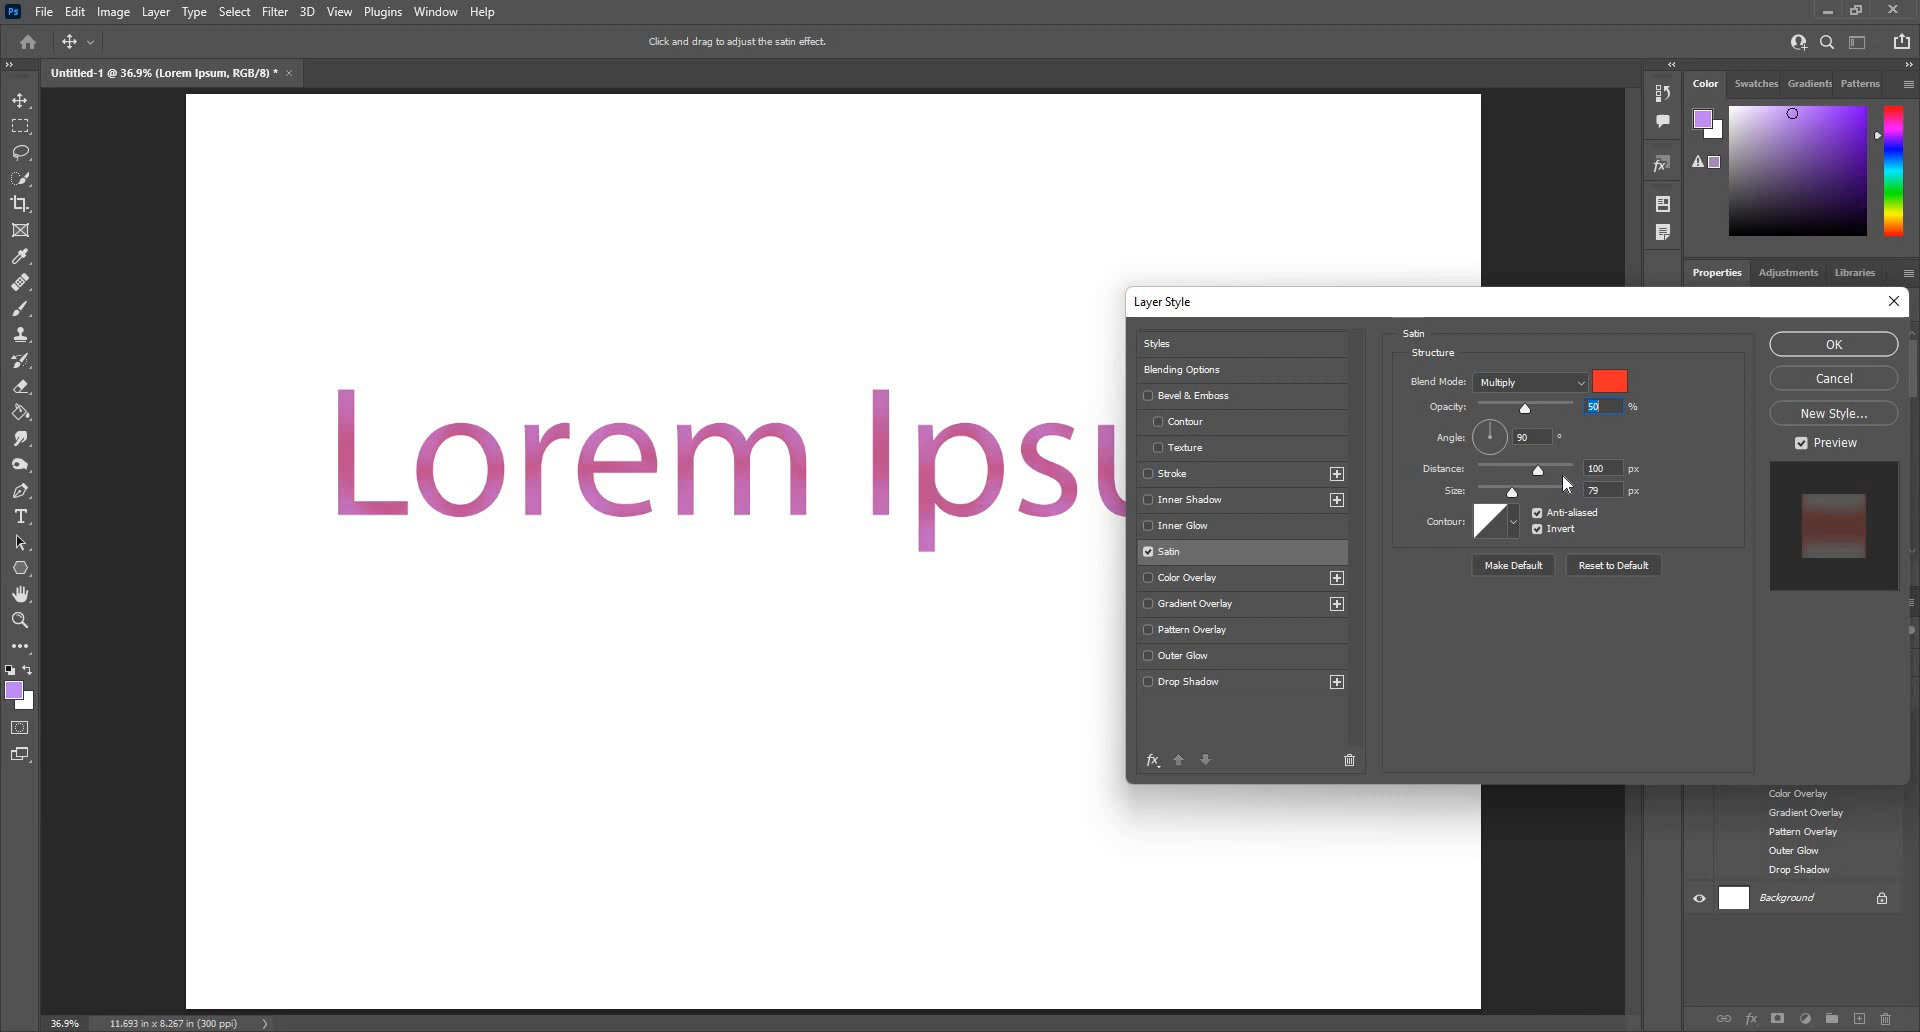 Ps File Edit Image Layer Type Select Filter 3D View Plugins Window Help
Click and drag to adjust the satin effect.
Untitled-1 @ 36.9% (Lorem Ipsum, RGB/8) *
Color Swatches Gradients Patterns
Properties Adjustments Libraries
Lorem Ipsu
Layer Style
Styles
Blending Options
Bevel & Emboss
Contour
Texture
Stroke
Inner Shadow
Inner Glow
Satin
Color Overlay
Gradient Overlay
Pattern Overlay
Outer Glow
Drop Shadow
fx
Satin
Structure
Blend Mode: Multiply
Opacity: 50 %
Angle: 90 °
Distance: 100 px
Size: 79 px
Contour: Anti-aliased
Invert
Make Default Reset to Default
OK
Cancel
New Style...
Preview
Color Overlay
Gradient Overlay
Pattern Overlay
Outer Glow
Drop Shadow
Background
fx
36.9% 11.693 in x 8.267 in (300 ppi)